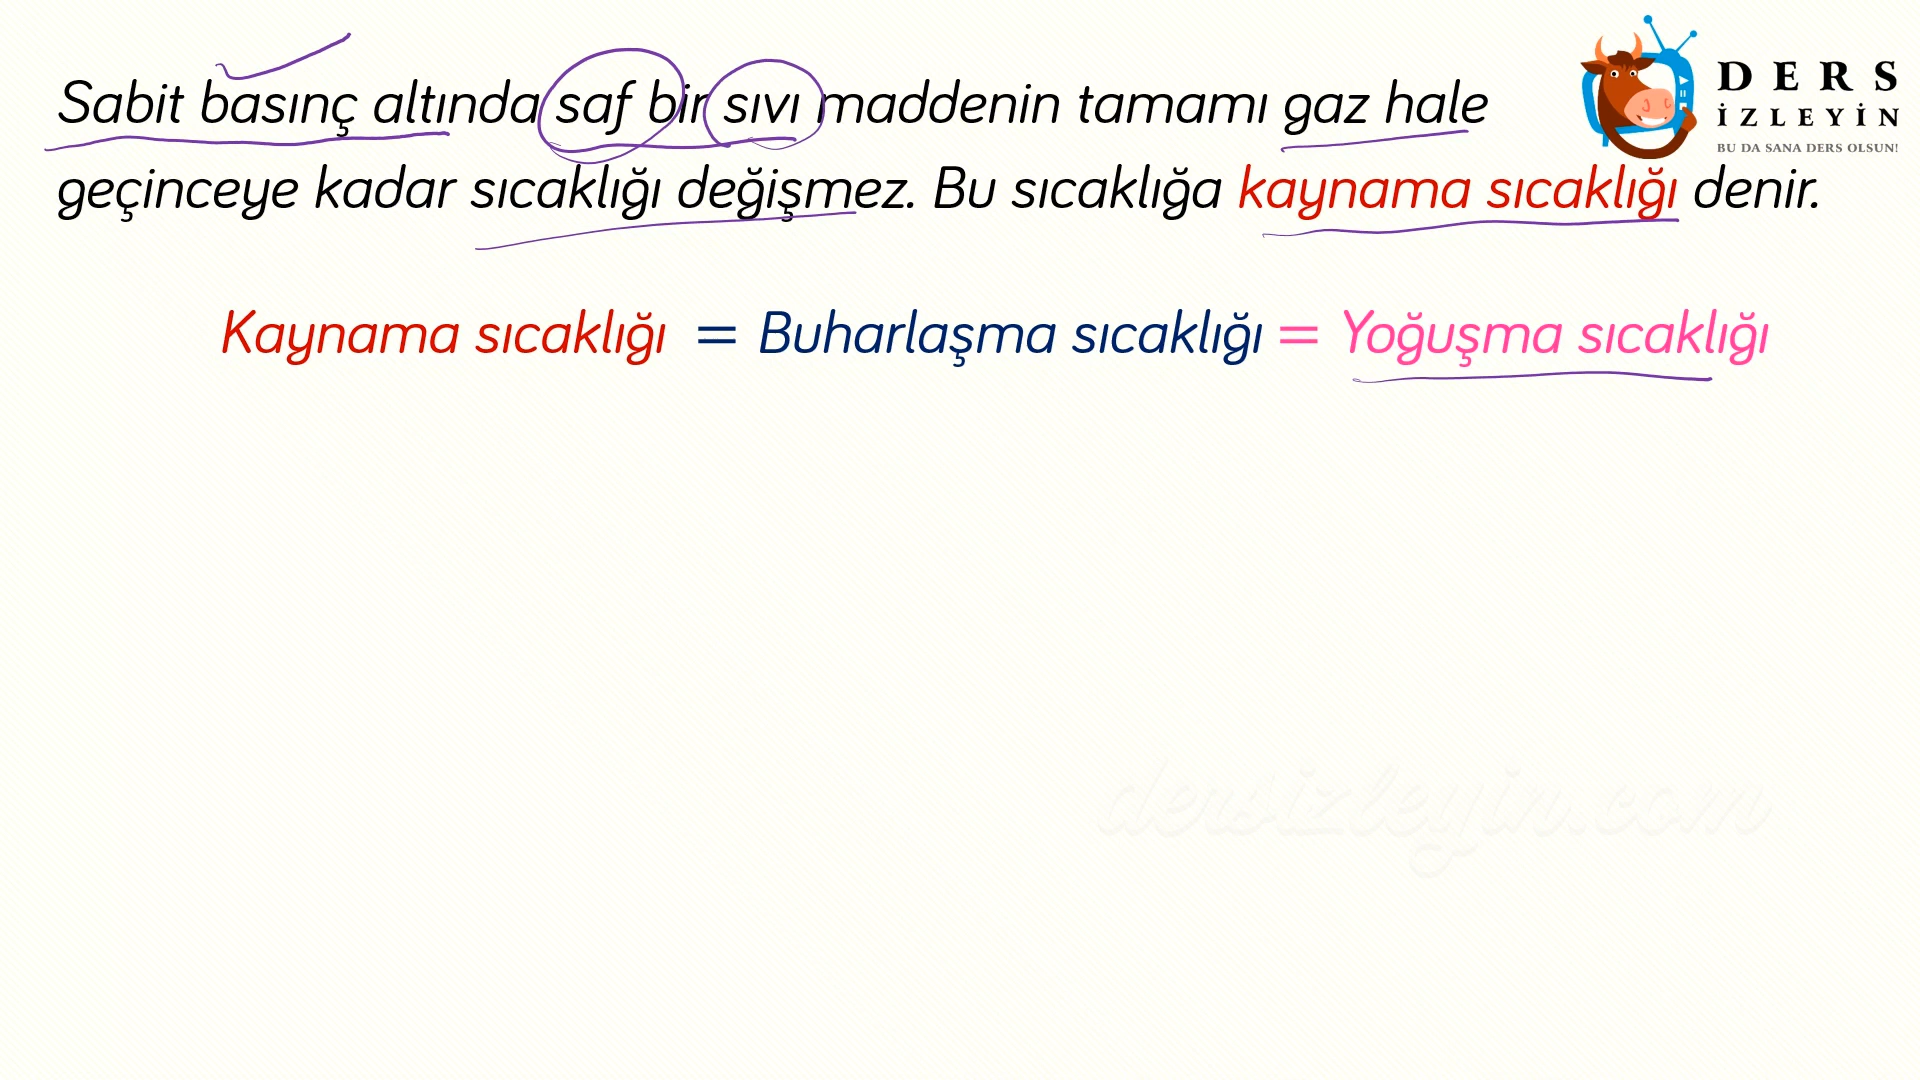 Sabit basınç altında saf bir sıvı maddenin tamamı gaz hale
geçinceye kadar sıcaklığı değişmez. Bu sıcaklığa kaynama sıcaklığı denir.
Kaynama sıcaklığı = Buharlaşma sıcaklığı = Yoğuşma sıcaklığı
DERS
İZLEYİN
BU DA SANA DERS OLSUN!
dersizleyin.com